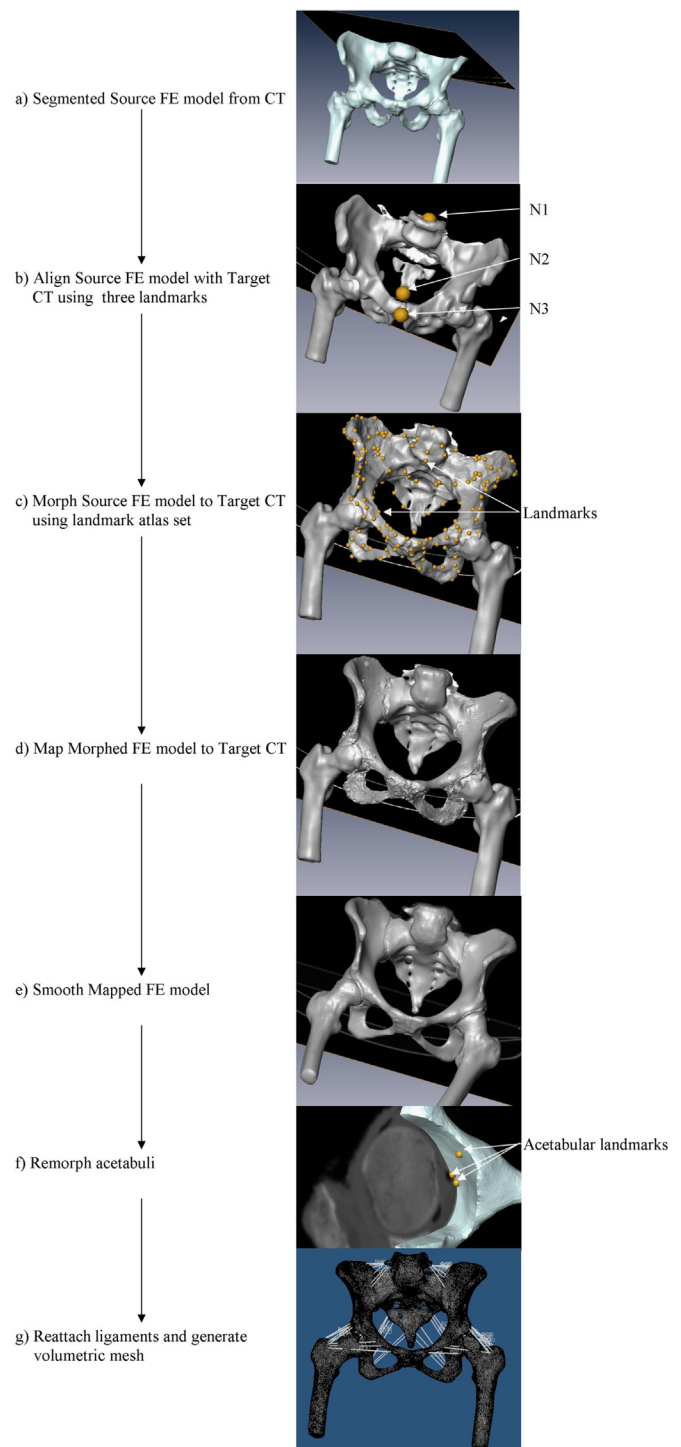 a) Segmented Source FE model from CT
N1
N2
b) Align Source FE model with Target
CT using three landmarks
N3
c) Morph Source FE model to Target CT
using landmark atlas set
Landmarks
d) Map Morphed FE model to Target CT
e) Smooth Mapped FE model
Acetabular landmarks
f) Remorph acetabuli
g) Reattach ligaments and generate
volumetric mesh